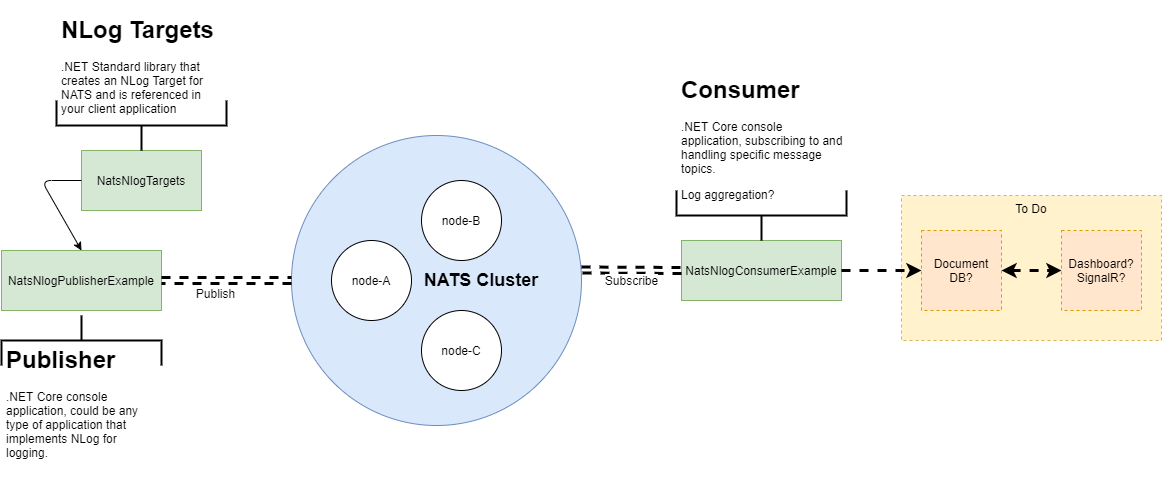 NLog Targets
.NET Standard library that
creates an NLog Target for
NATS and is referenced in
your client application
NatsNlogTargets
NatsNlogPublisherExample
Publish
Publisher
.NET Core console
application, could be any
type of application that
implements NLog for
logging.
node-B
node-A
NATS Cluster
node-C
Subscribe
Consumer
.NET Core console
application, subscribing to and
handling specific message
topics.
Log aggregation?
NatsNlogConsumerExample
To Do
Document
DB?
Dashboard?
SignalR?